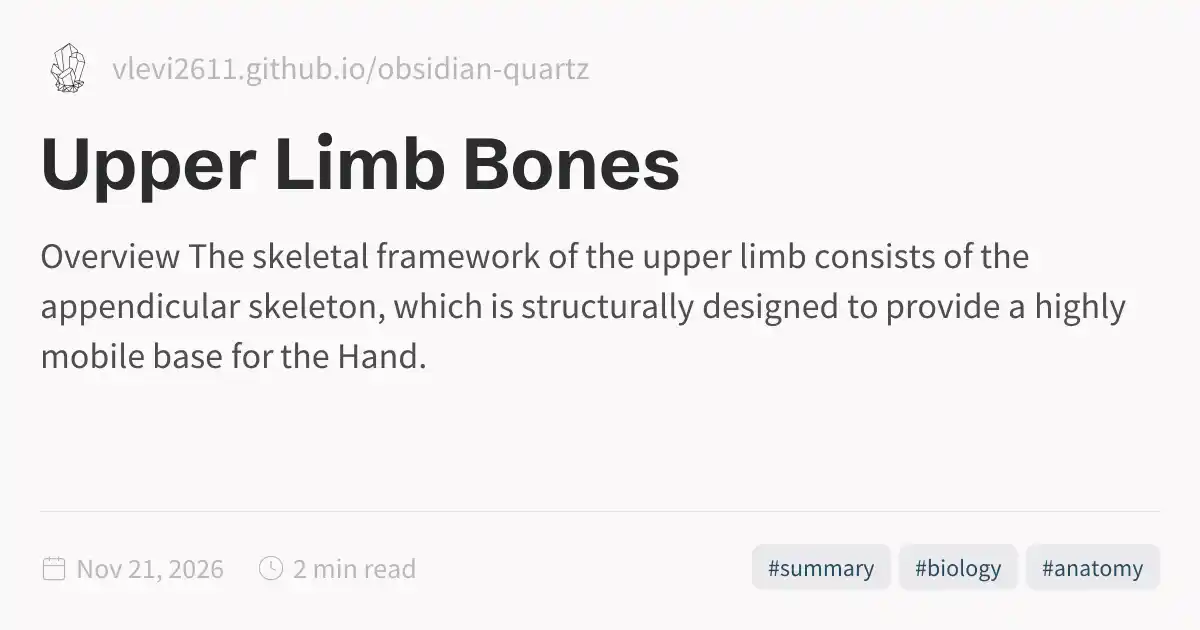 vlevi2611.github.io/obsidian-quartz
Upper Limb Bones
Overview The skeletal framework of the upper limb consists of the
appendicular skeleton, which is structurally designed to provide a highly
mobile base for the Hand.
Nov 21, 2026 2 min read #summary #biology #anatomy